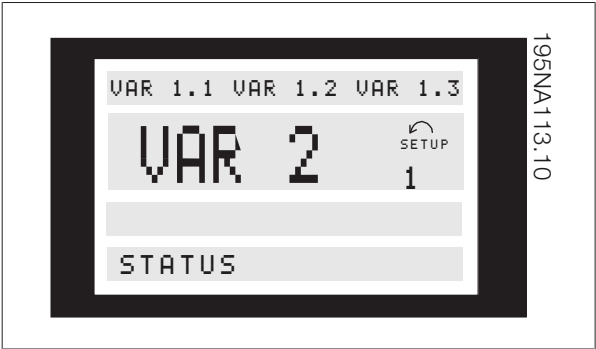 VAR 1.1 VAR 1.2 VAR 1.3
VAR 2
SETUP
1
STATUS
195NA113.10